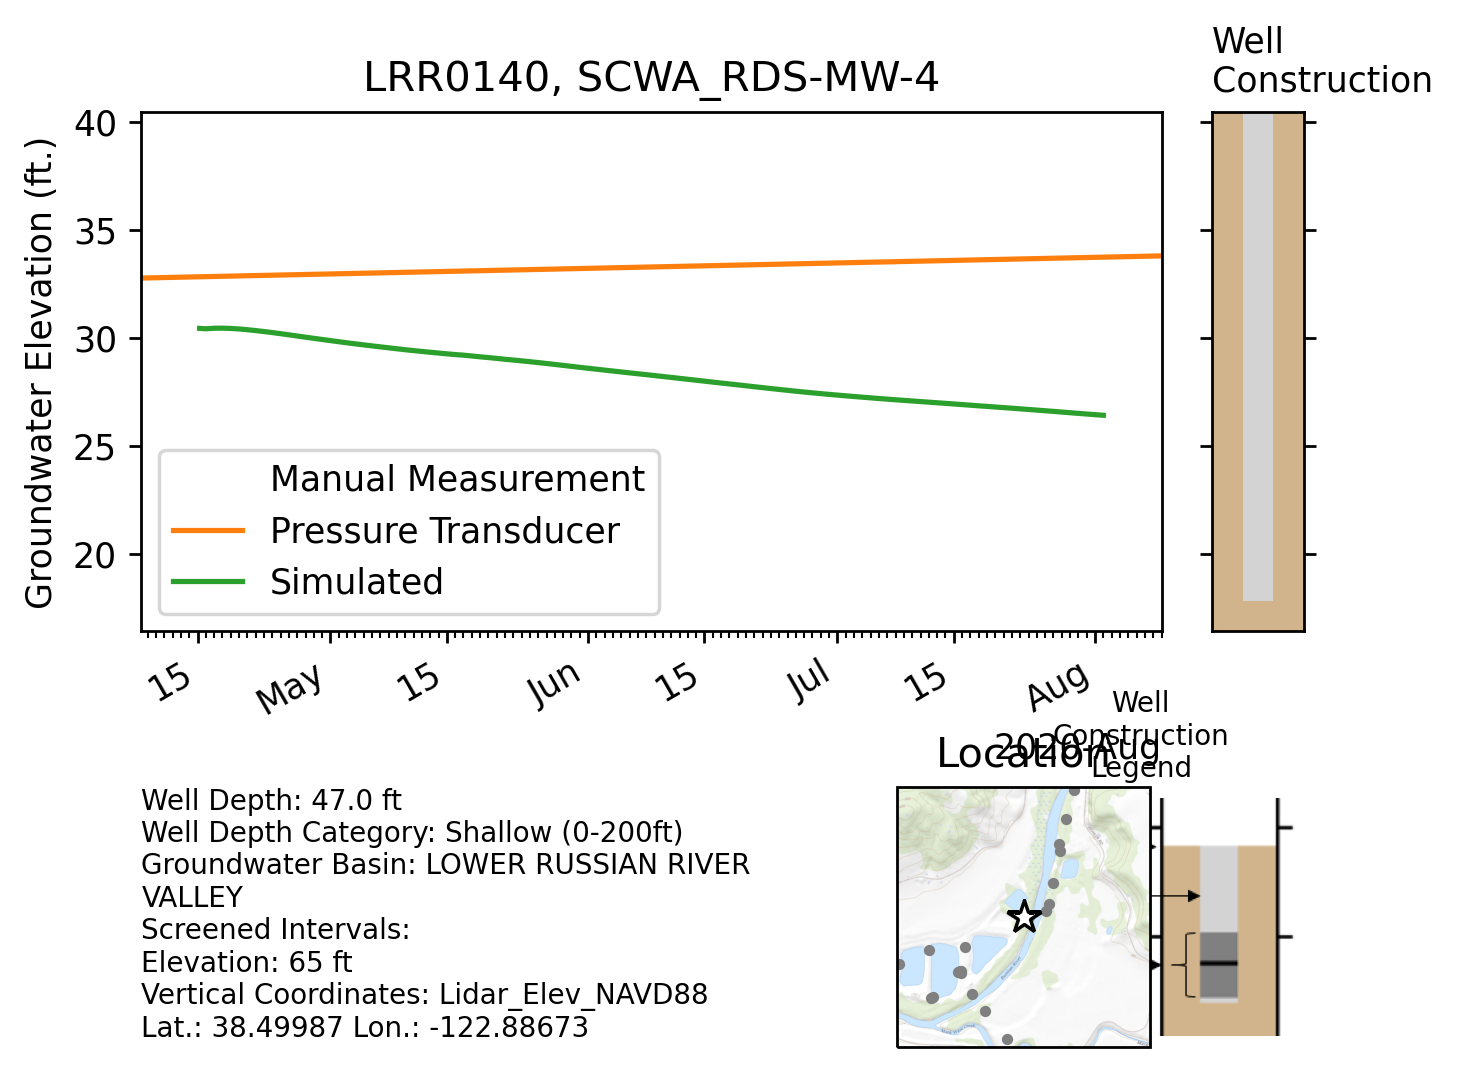 Well
Construction
LRR0140, SCWA_RDS-MW-4
Groundwater Elevation (ft.)
40
35
30
25
20
Manual Measurement
Pressure Transducer
Simulated
15
May
15
Jun
15
Jul
15
Aug
2020-Aug
Well
Construction
Legend
Location
Well Depth: 47.0 ft
Well Depth Category: Shallow (0-200ft)
Groundwater Basin: LOWER RUSSIAN RIVER
VALLEY
Screened Intervals:
Elevation: 65 ft
Vertical Coordinates: Lidar_Elev_NAVD88
Lat.: 38.49987 Lon.: -122.88673